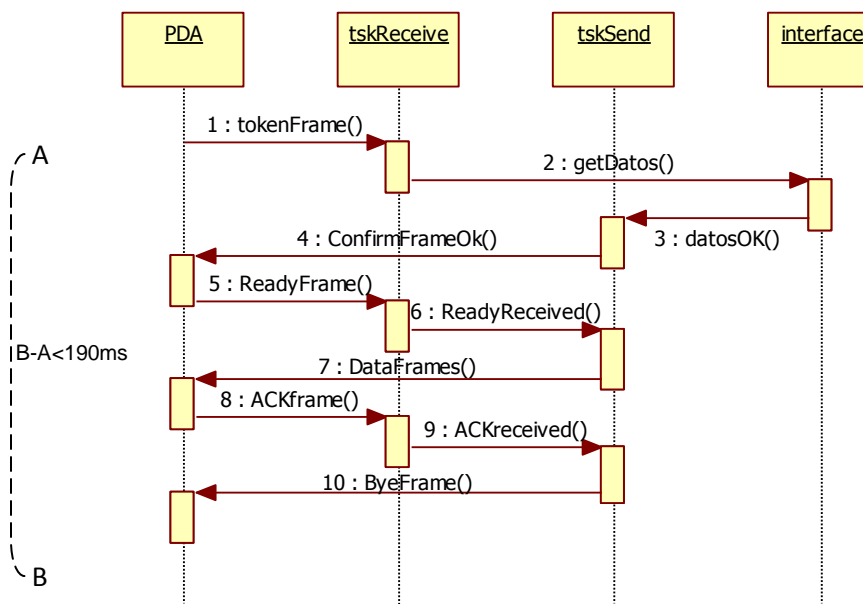 PDA
tskReceive
tskSend
interface
1 : tokenFrame()
A
2 : getDatos()
4 : ConfirmFrameOk()
3 : datosOK()
5 : ReadyFrame()
6 : ReadyReceived()
B-A<190ms
7 : DataFrames()
8 : ACKframe()
9 : ACKreceived()
10 : ByeFrame()
B